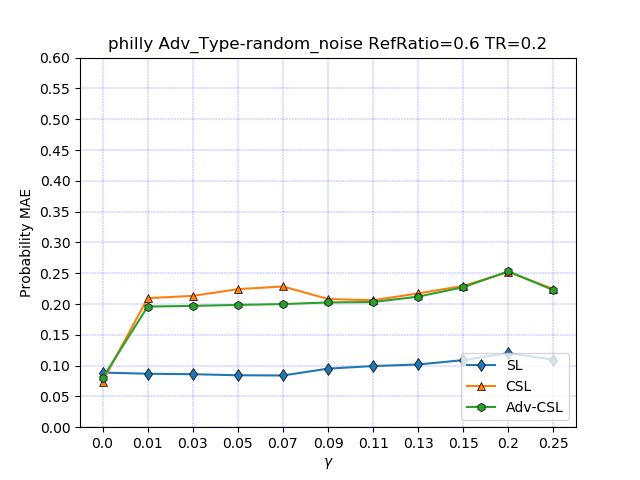 philly Adv_Type-random_noise RefRatio=0.6 TR=0.2
0.60
0.55
0.50
0.45
0.40
0.35
0.30
0.25
0.20
0.15
0.10
0.05
0.00
Probability MAE
SL
CSL
Adv-CSL
0.0 0.01 0.03 0.05 0.07 0.09 0.11 0.13 0.15 0.2 0.25
γ